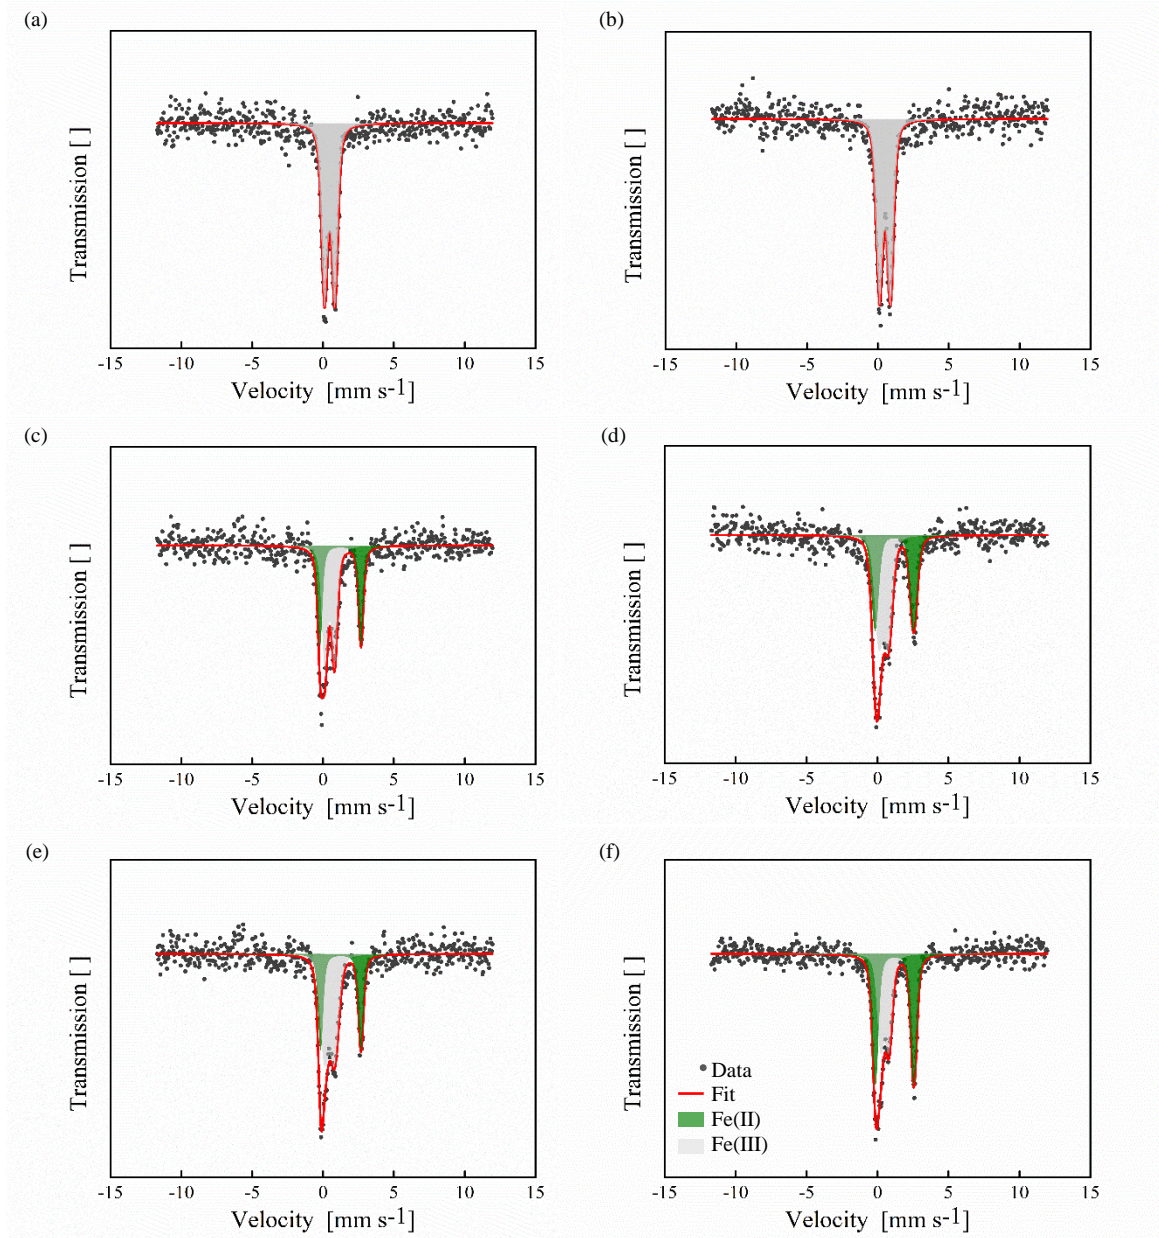 (a)
Transmission [ ]
-15 -10 -5 0 5 10 15
Velocity [mm s-1]
(b)
Transmission [ ]
-15 -10 -5 0 5 10 15
Velocity [mm s-1]
(c)
Transmission [ ]
-15 -10 -5 0 5 10 15
Velocity [mm s-1]
(d)
Transmission [ ]
-15 -10 -5 0 5 10 15
Velocity [mm s-1]
(e)
Transmission [ ]
-15 -10 -5 0 5 10 15
Velocity [mm s-1]
(f)
Transmission [ ]
Data
Fit
Fe(II)
Fe(III)
-15 -10 -5 0 5 10 15
Velocity [mm s-1]